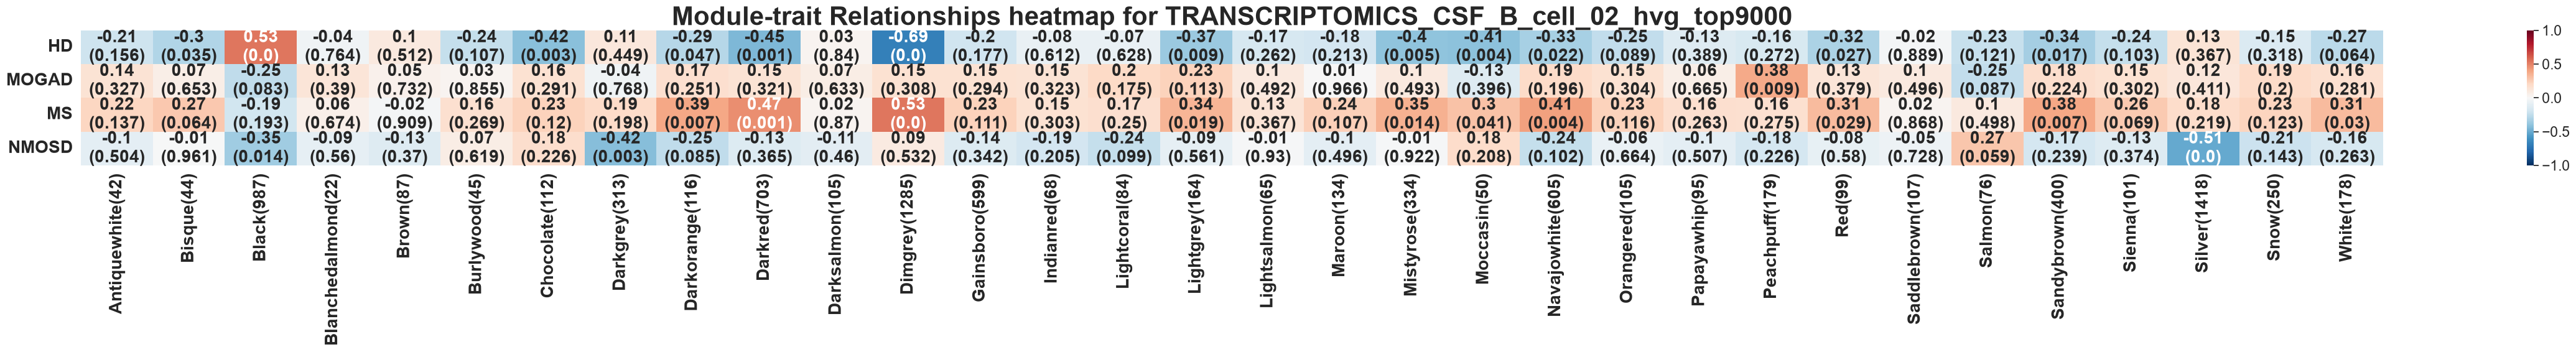 Module-trait Relationships heatmap for TRANSCRIPTOMICS_CSF_B_cell_02_hvg_top9000
HD -0.21 -0.3 0.53 -0.04 0.1 -0.24 -0.42 0.11 -0.29 -0.45 0.03 -0.69 -0.2 -0.08 -0.07 -0.37 -0.17 -0.18 -0.4 -0.41 -0.33 -0.25 -0.13 -0.16 -0.32 -0.02 -0.23 -0.34 -0.24 0.13 -0.15 -0.27
(0.156) (0.035) (0.0) (0.764) (0.512) (0.107) (0.003) (0.449) (0.047) (0.001) (0.84) (0.0) (0.177) (0.612) (0.628) (0.009) (0.262) (0.213) (0.005) (0.004) (0.022) (0.089) (0.389) (0.272) (0.027) (0.889) (0.121) (0.017) (0.103) (0.367) (0.318) (0.064)
MOGAD 0.14 0.07 -0.25 0.13 0.05 0.03 0.16 -0.04 0.17 0.15 0.07 0.15 0.15 0.15 0.2 0.23 0.1 0.01 0.1 -0.13 0.19 0.15 0.06 0.38 0.13 0.1 -0.25 0.18 0.15 0.12 0.19 0.16
(0.327) (0.653) (0.083) (0.39) (0.732) (0.855) (0.291) (0.768) (0.251) (0.321) (0.633) (0.308) (0.294) (0.323) (0.175) (0.113) (0.492) (0.966) (0.493) (0.396) (0.196) (0.304) (0.665) (0.009) (0.379) (0.496) (0.087) (0.224) (0.302) (0.411) (0.2) (0.281)
MS 0.22 0.27 -0.19 0.06 -0.02 0.16 0.23 0.19 0.39 0.47 0.02 0.53 0.23 0.15 0.17 0.34 0.13 0.24 0.35 0.3 0.41 0.23 0.16 0.16 0.31 0.02 0.1 0.38 0.26 0.18 0.23 0.31
(0.137) (0.064) (0.193) (0.674) (0.909) (0.269) (0.12) (0.198) (0.007) (0.001) (0.87) (0.0) (0.111) (0.303) (0.25) (0.019) (0.367) (0.107) (0.014) (0.041) (0.004) (0.116) (0.263) (0.275) (0.029) (0.868) (0.498) (0.007) (0.069) (0.219) (0.123) (0.03)
NMOSD -0.1 -0.01 -0.35 -0.09 -0.13 0.07 0.18 -0.42 -0.25 -0.13 -0.11 0.09 -0.14 -0.19 -0.24 -0.09 -0.01 -0.1 -0.01 0.18 -0.24 -0.06 -0.1 -0.18 -0.08 -0.05 0.27 -0.17 -0.13 -0.51 -0.21 -0.16
(0.504) (0.961) (0.014) (0.56) (0.37) (0.619) (0.226) (0.003) (0.085) (0.365) (0.46) (0.532) (0.342) (0.205) (0.099) (0.561) (0.93) (0.496) (0.922) (0.208) (0.102) (0.664) (0.507) (0.226) (0.58) (0.728) (0.059) (0.239) (0.374) (0.0) (0.143) (0.263)
Antiquewhite(42)
Bisque(44)
Black(987)
Blanchedalmond(22)
Brown(87)
Burlywood(45)
Chocolate(112)
Darkgrey(313)
Darkorange(116)
Darkred(703)
Darksalmon(105)
Dimgrey(1285)
Gainsboro(599)
Indianred(68)
Lightcoral(84)
Lightgrey(164)
Lightsalmon(65)
Maroon(134)
Mistyrose(334)
Moccasin(50)
Navajowhite(605)
Orangered(105)
Papayawhip(95)
Peachpuff(179)
Red(99)
Saddlebrown(107)
Salmon(76)
Sandybrown(400)
Sienna(101)
Silver(1418)
Snow(250)
White(178)
1.0
0.5
0.0
−0.5
−1.0